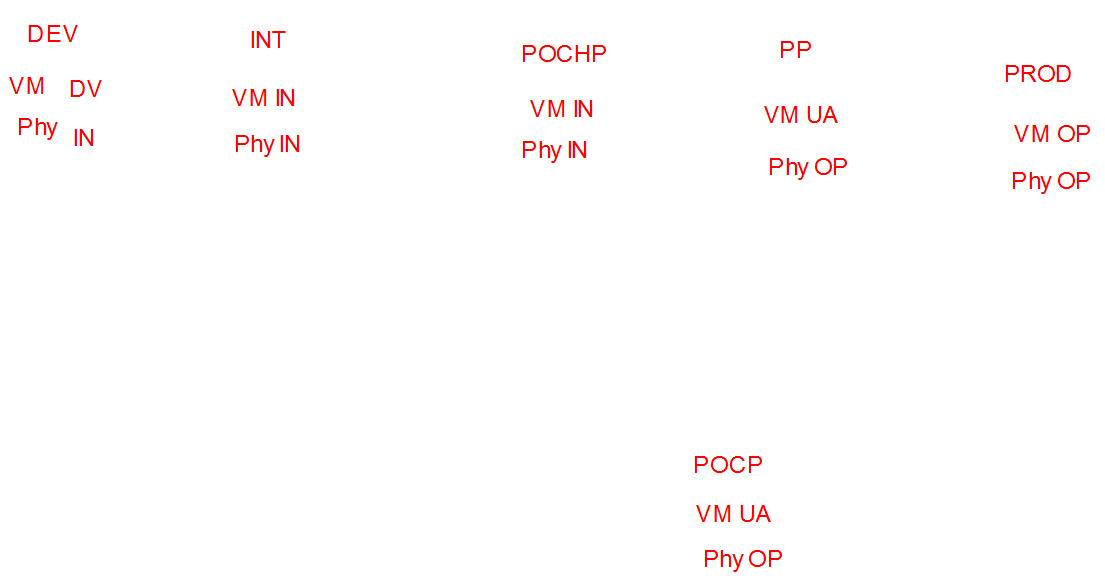 DEV
VM DV
Phy IN
INT
VM IN
Phy IN
POCHP
VM IN
Phy IN
PP
VM UA
Phy OP
PROD
VM OP
Phy OP
POCP
VM UA
Phy OP